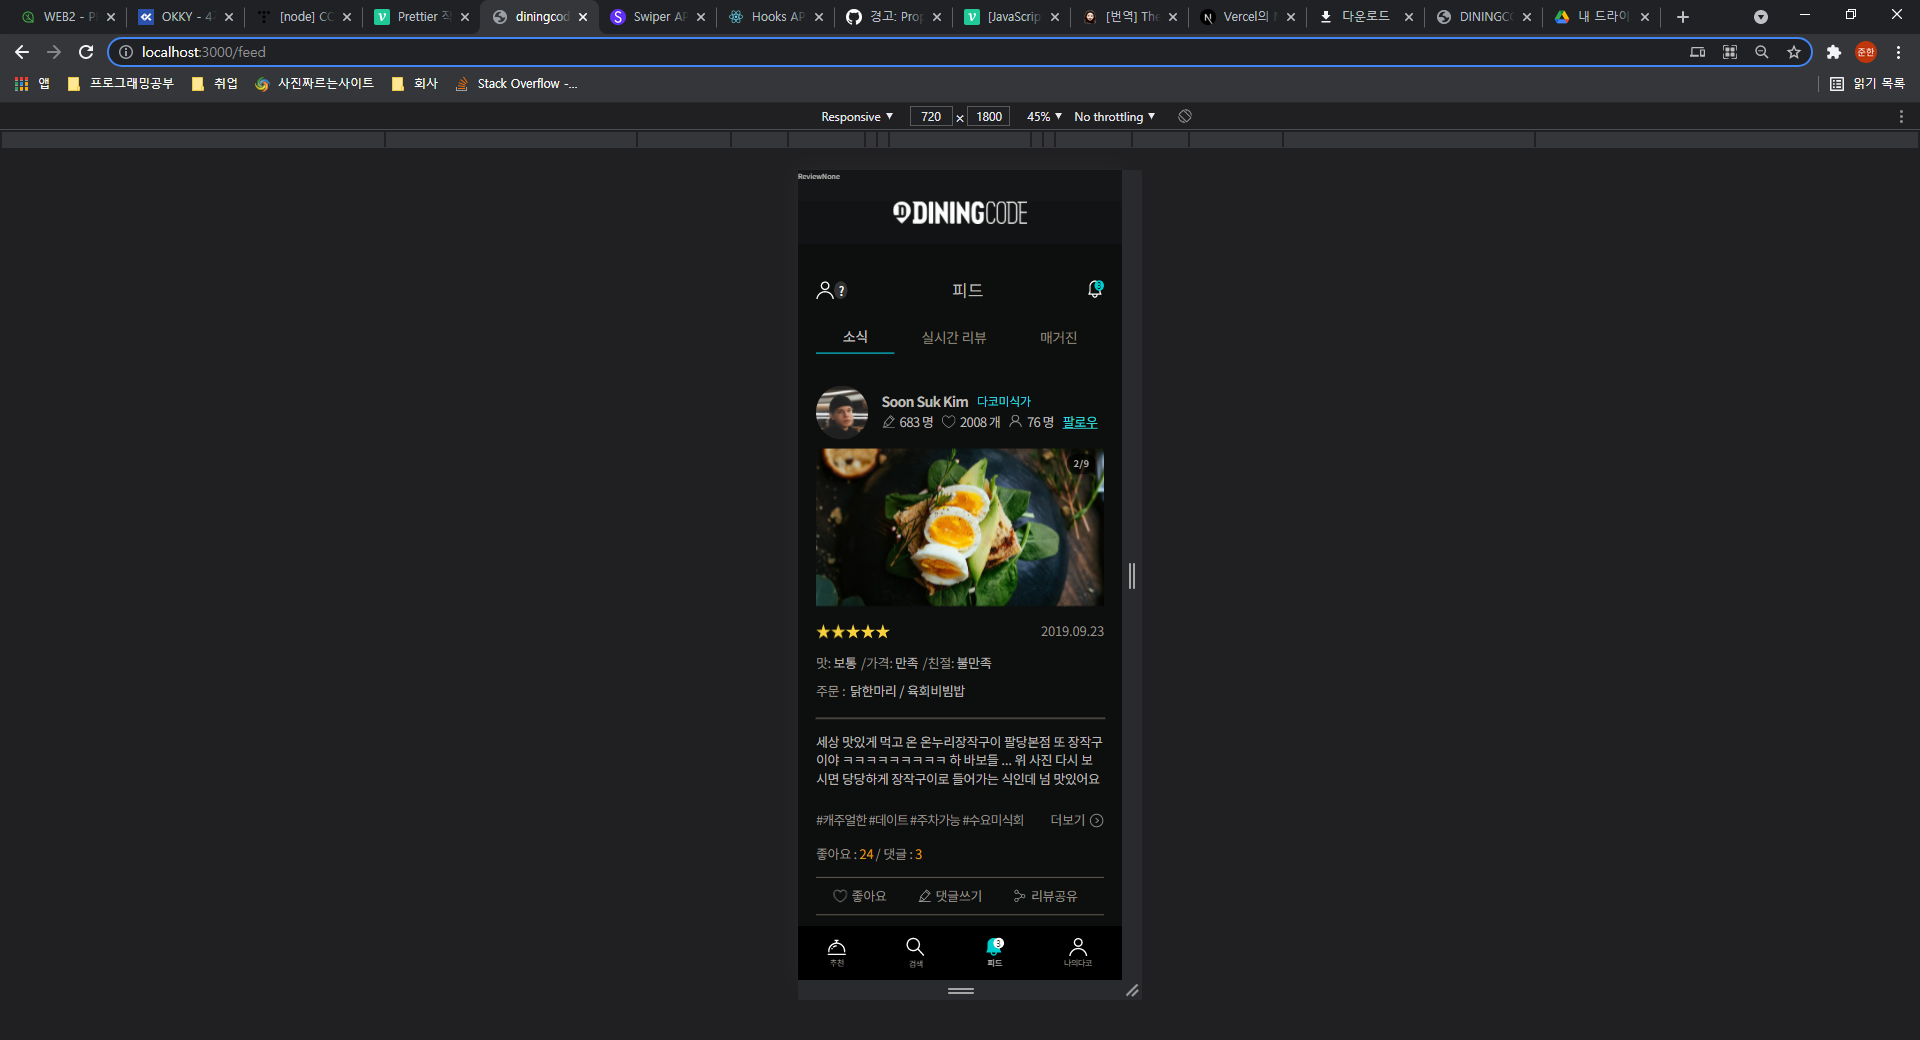 WEB2 - P
OKKY - 4
[node] CC
Prettier
diningcod
Swiper AP
Hooks AP
경고: Prop
[JavaScrip
[번역] The
Vercel의
다운로드
DININGCO
내 드라이
localhost:3000/feed
준한
앱
프로그래밍공부
취업
사진짜르는사이트
회사
Stack Overflow -...
읽기 목록
Responsive
720 × 1800
45%
No throttling
ReviewNone
DININGCODE
?
피드
3
소식
실시간 리뷰
매거진
Soon Suk Kim 다코미식가
683 명 2008 개 76 명 팔로우
2/9
★★★★★ 2019.09.23
맛: 보통 /가격: 만족 /친절: 불만족
주문 : 닭한마리 / 육회비빔밥
세상 맛있게 먹고 온 온누리장작구이 팔당본점 또 장작구
이야 ㅋㅋㅋㅋㅋㅋㅋㅋㅋ 하 바보들 ... 위 사진 다시 보
시면 당당하게 장작구이로 들어가는 식인데 넘 맛있어요
#캐주얼한 #데이트 #주차가능 #수요미식회 더보기
좋아요 : 24 / 댓글 : 3
좋아요 댓글쓰기 리뷰공유
3
추천 검색 피드 나의다코